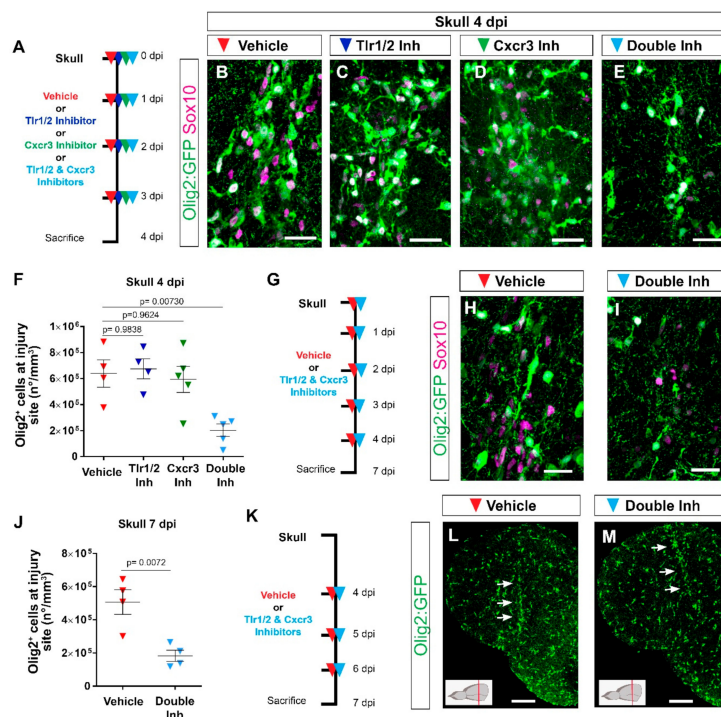 Skull 4 dpi
Vehicle
Tlr1/2 Inh
Cxcr3 Inh
Double Inh
A
Skull
0 dpi
1 dpi
Vehicle
or
Tlr1/2 Inhibitor
or
Cxcr3 Inhibitor
or
Tlr1/2 & Cxcr3
Inhibitors
2 dpi
3 dpi
Sacrifice
4 dpi
Olig2:GFP Sox10
B
C
D
E
F
Skull 4 dpi
p= 0.00730
p=0.9624
p= 0.9838
Olig2+ cells at injury
site (n°/mm³)
1×10⁶
8×10⁵
6×10⁵
4×10⁵
2×10⁵
0
Vehicle
Tlr1/2
Inh
Cxcr3
Inh
Double
Inh
G
Skull
1 dpi
Vehicle
or
Tlr1/2 & Cxcr3
Inhibitors
2 dpi
3 dpi
4 dpi
Sacrifice
7 dpi
Vehicle
Double Inh
Olig2:GFP Sox10
H
I
J
Skull 7 dpi
p= 0.0072
Olig2+ cells at injury
site (n°/mm³)
8×10⁵
6×10⁵
4×10⁵
2×10⁵
0
Vehicle
Double
Inh
K
Skull
Vehicle
or
Tlr1/2 & Cxcr3
Inhibitors
4 dpi
5 dpi
6 dpi
Sacrifice
7 dpi
Vehicle
Double Inh
Olig2:GFP
L
M